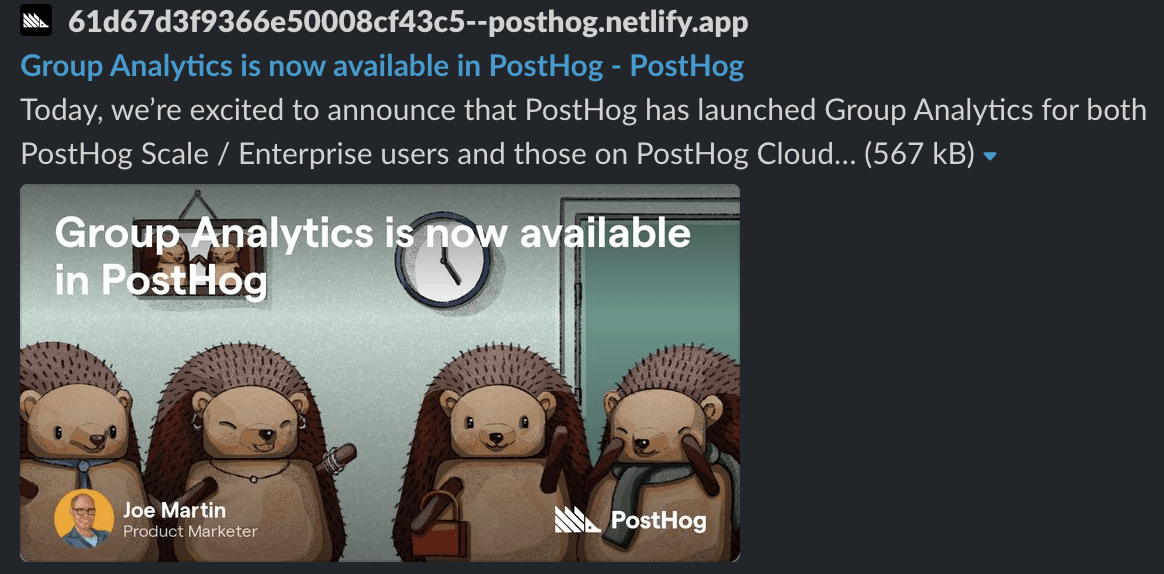 61d67d3f9366e50008cf43c5--posthog.netlify.app
Group Analytics is now available in PostHog - PostHog
Today, we’re excited to announce that PostHog has launched Group Analytics for both
PostHog Scale / Enterprise users and those on PostHog Cloud… (567 kB)
Group Analytics is now available
in PostHog
Joe Martin
Product Marketer
PostHog